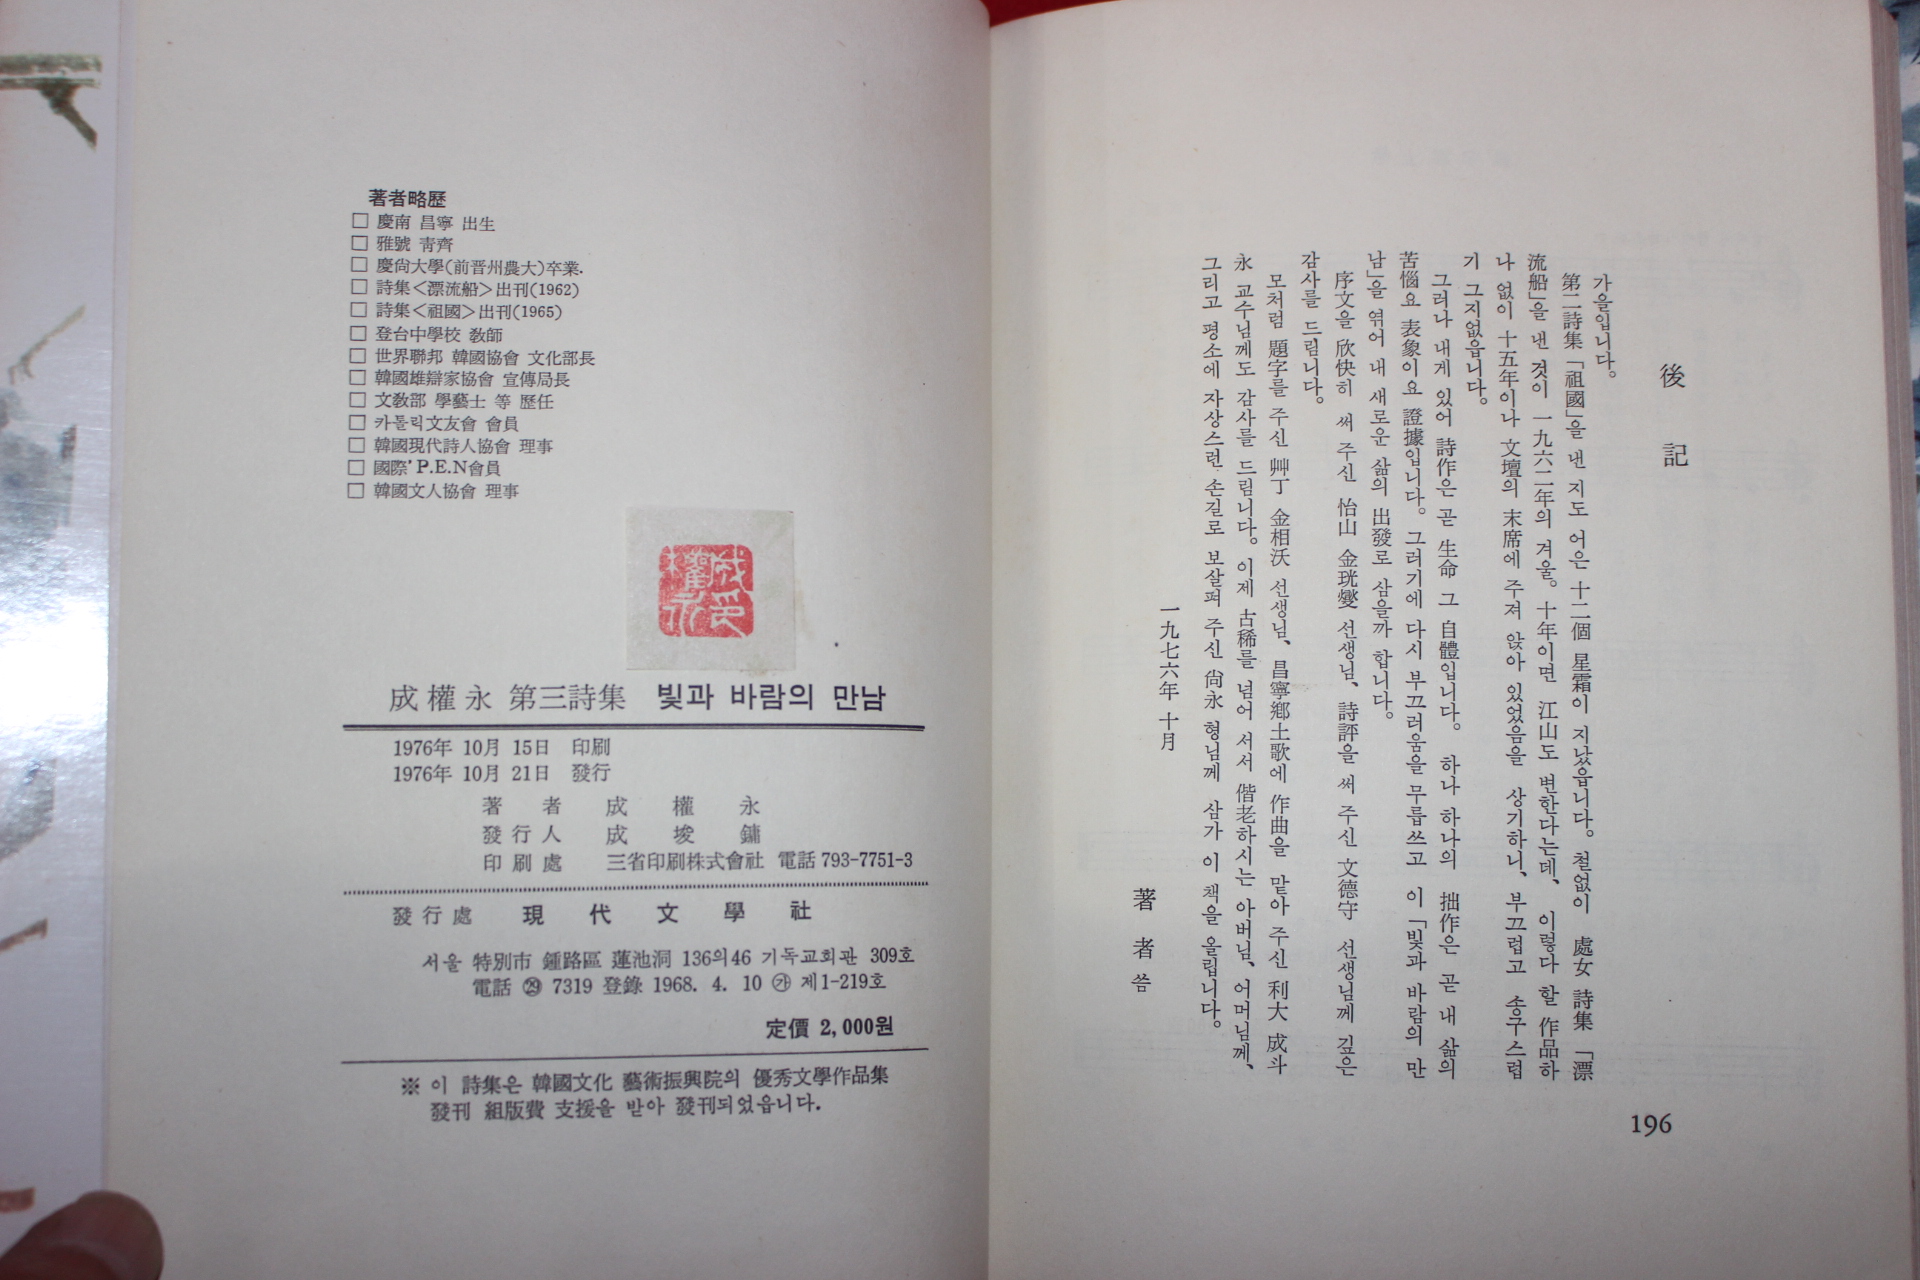 後記
가을입니다。
第二詩集「祖國」을 낸 지도 어은 十二個 星霜이 지났읍니다。철없이 處女 詩集 「漂
流船」을 낸 것이 一九六二年의 겨울。十年이면 江山도 변한다는데、이렇다 할 作品하
나 없이 十五年이나 文壇의 末席에 주저 앉아 있었음을 상기하니、부끄럽고 송구스럽
기 그지없읍니다。
그러나 내게 있어 詩作은 곧 生命 그 自體입니다。하나 하나의 拙作은 곧 내 삶의
苦惱요 表象이요 證據입니다。그러기에 다시 부끄러움을 무릅쓰고 이 「빛과 바람의 만
남」을 엮어 내 새로운 삶의 出發로 삼을까 합니다。
序文을 欣快히 써 주신 怡山 金珖燮 선생님、詩評을 써 주신 文德守 선생님께 깊은
감사를 드립니다。
모처럼 題字를 주신 艸丁 金相沃 선생님、昌寧鄕土歌에 作曲을 맡아 주신 利大 成斗
永 교수님께도 감사를 드립니다。이제 古稀를 넘어 서서 偕老하시는 아버님、어머님께、
그리고 평소에 자상스런 손길로 보살펴 주신 尙永 형님께 삼가 이 책을 올립니다。
一九七六年 十月
著者 씀
196
著者略歷
□ 慶南 昌寧 出生
□ 雅號 靑齊
□ 慶尙大學(前晋州農大)卒業.
□ 詩集<漂流船>出刊(1962)
□ 詩集<祖國>出刊(1965)
□ 登台中學校 敎師
□ 世界聯邦 韓國協會 文化部長
□ 韓國雄辯家協會 宣傳局長
□ 文敎部 學藝士 等 歷任
□ 카톨릭文友會 會員
□ 韓國現代詩人協會 理事
□ 國際’P.E.N會員
□ 韓國文人協會 理事
成權永印
成權永 第三詩集 빛과 바람의 만남
1976年 10月 15日 印刷
1976年 10月 21日 發行
著者 成權永
發行人 成埈鏞
印刷處 三省印刷株式會社 電話 793-7751-3
發行處 現代文學社
서울 特別市 鍾路區 蓮池洞 136의46 기독교회관 309호
電話 ㉙ 7319 登錄 1968. 4. 10 ㉮ 제1-219호
定價 2,000원
※ 이 詩集은 韓國文化 藝術振興院의 優秀文學作品集
發刊 組版費 支援을 받아 發刊되었읍니다.